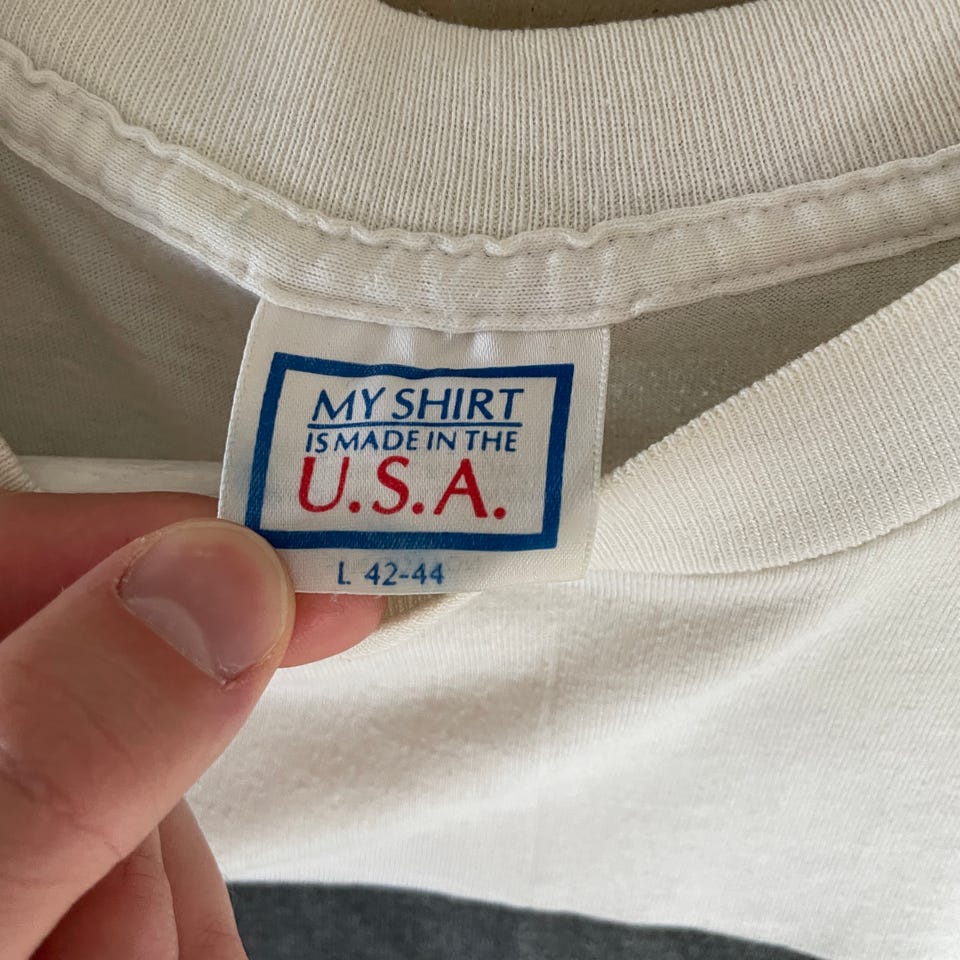 MY SHIRT
IS MADE IN THE
U.S.A.
L 42-44